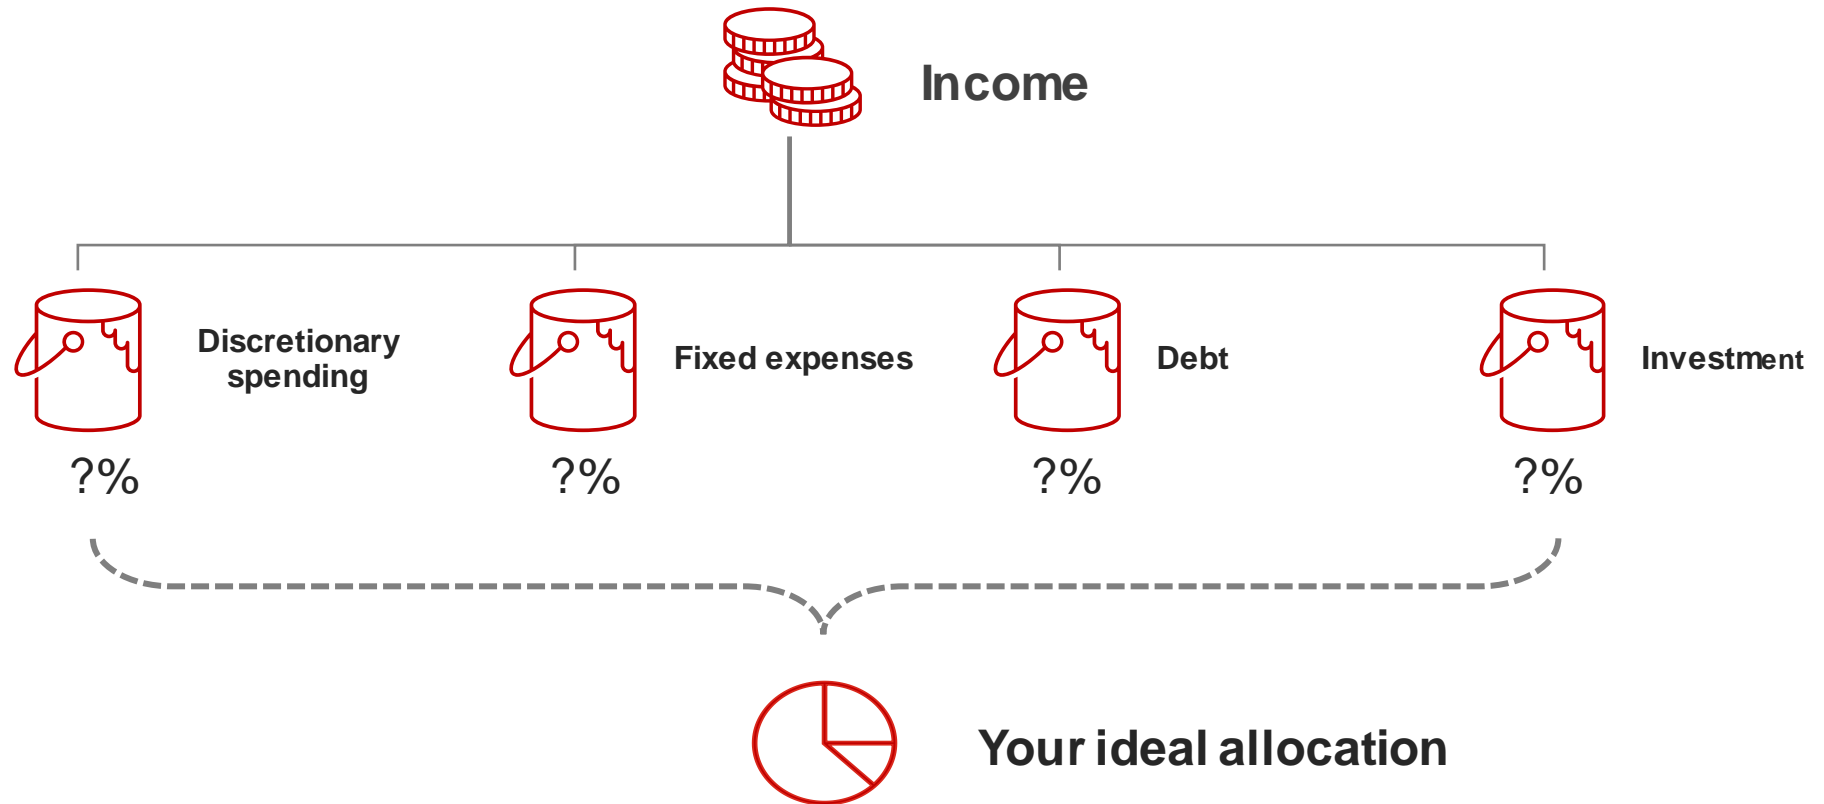 Income
Discretionary
spending
Fixed expenses
Debt
Investment
?%
?%
?%
?%
Your ideal allocation